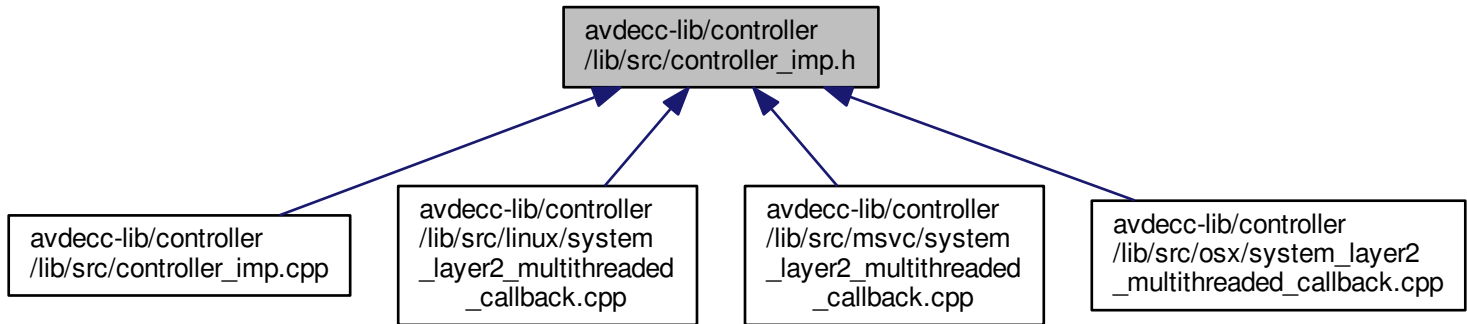 avdecc-lib/controller
/lib/src/controller_imp.h
avdecc-lib/controller
/lib/src/controller_imp.cpp
avdecc-lib/controller
/lib/src/linux/system
_layer2_multithreaded
_callback.cpp
avdecc-lib/controller
/lib/src/msvc/system
_layer2_multithreaded
_callback.cpp
avdecc-lib/controller
/lib/src/osx/system_layer2
_multithreaded_callback.cpp